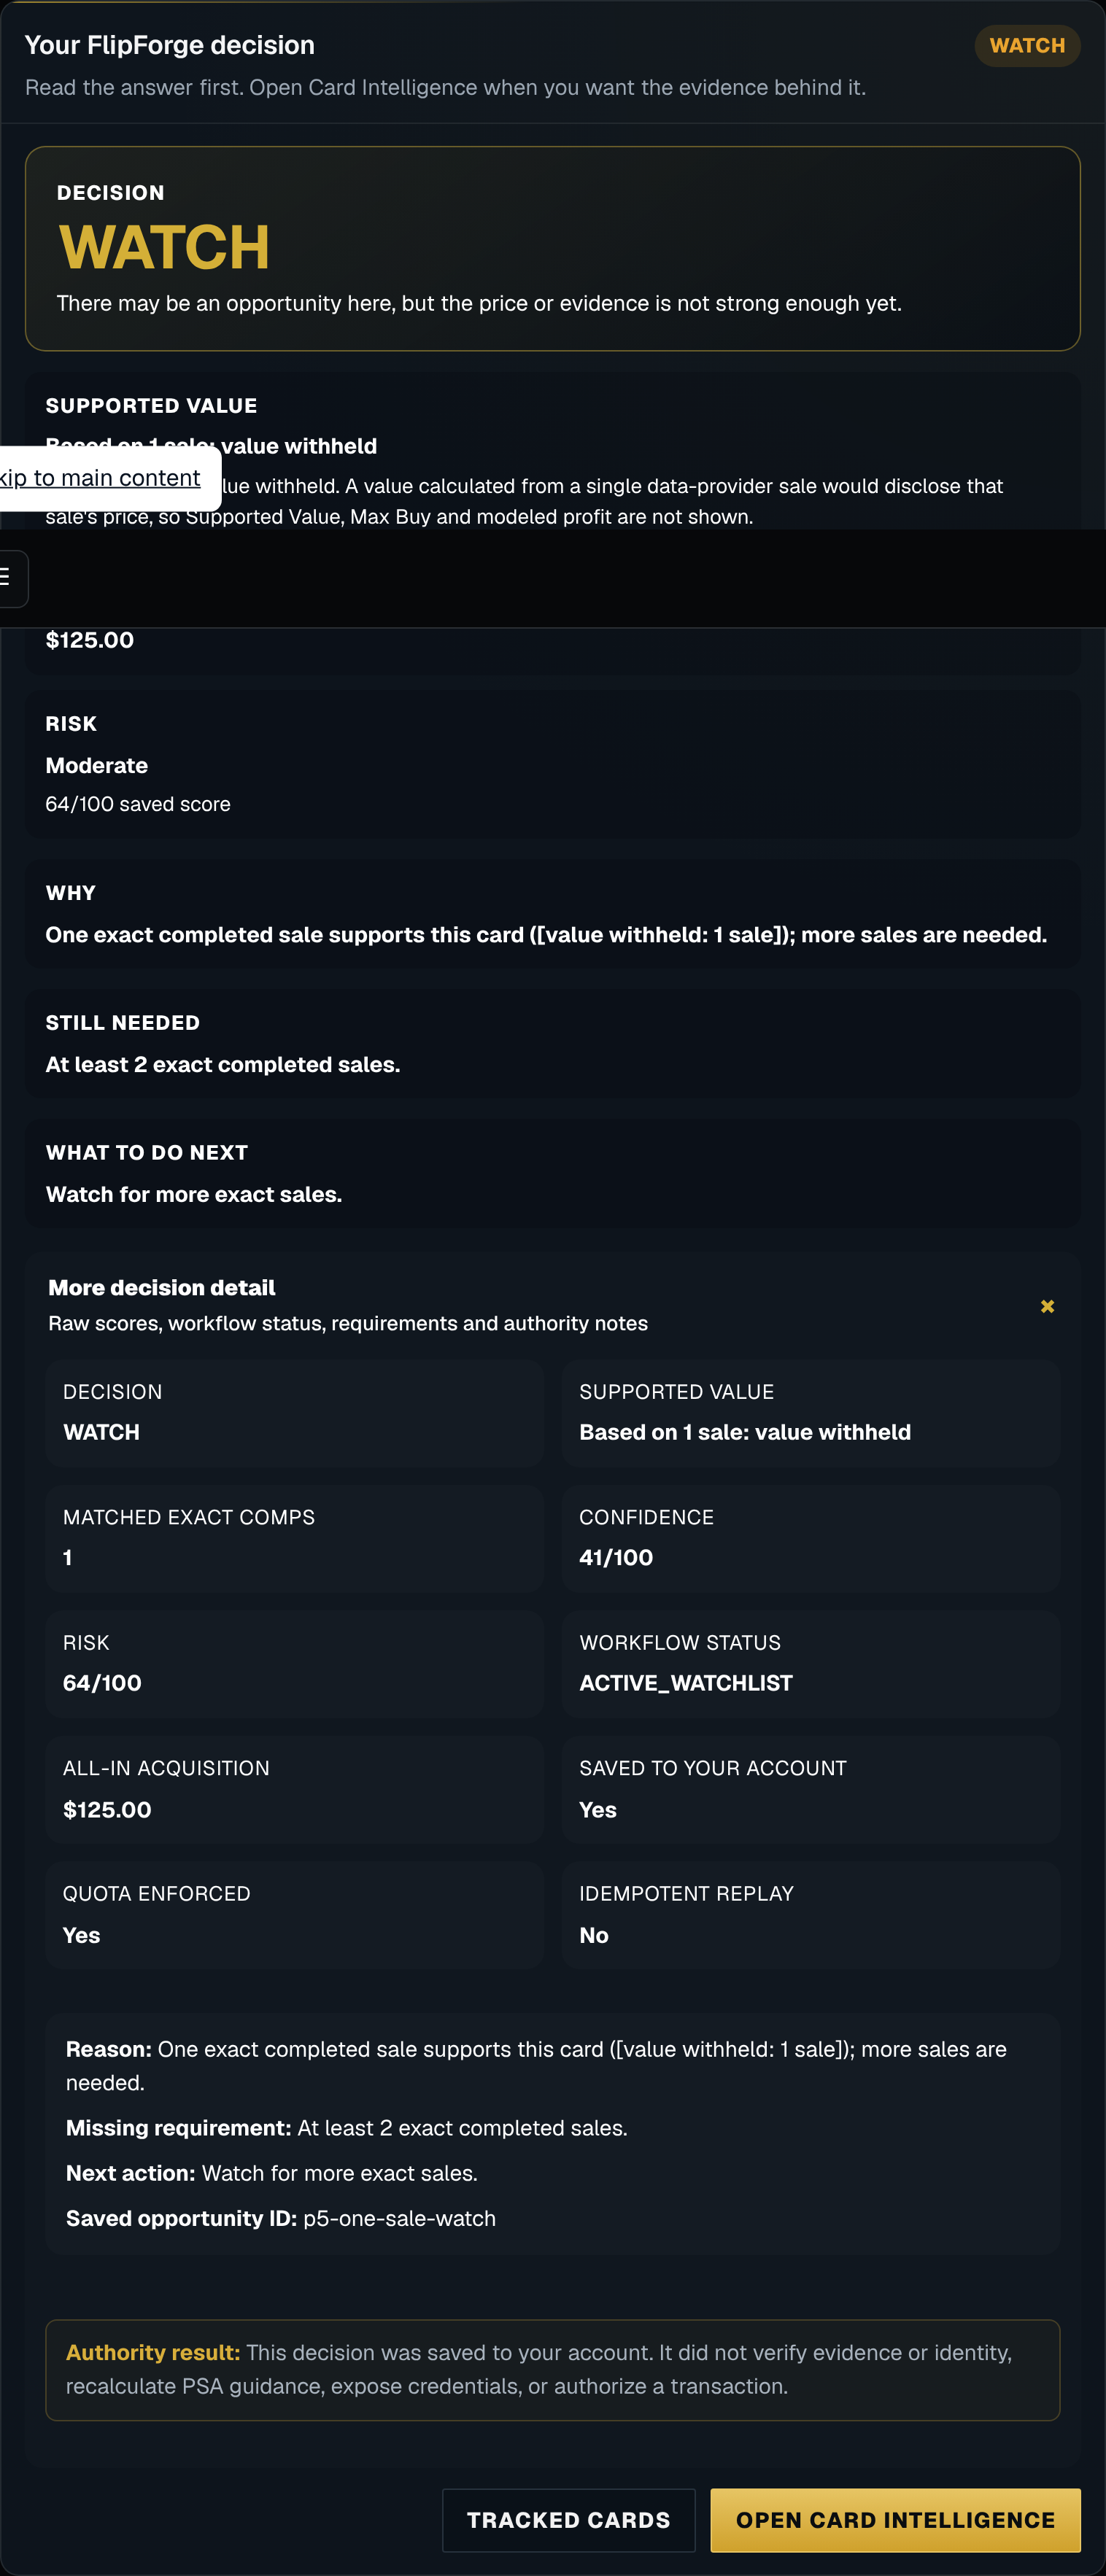 Your FlipForge decision
WATCH
Read the answer first. Open Card Intelligence when you want the evidence behind it.
DECISION
WATCH
There may be an opportunity here, but the price or evidence is not strong enough yet.
SUPPORTED VALUE
Based on 1 sale: value withheld
kip to main content
lue withheld. A value calculated from a single data-provider sale would disclose that
sale's price, so Supported Value, Max Buy and modeled profit are not shown.
$125.00
RISK
Moderate
64/100 saved score
WHY
One exact completed sale supports this card ([value withheld: 1 sale]); more sales are needed.
STILL NEEDED
At least 2 exact completed sales.
WHAT TO DO NEXT
Watch for more exact sales.
More decision detail
Raw scores, workflow status, requirements and authority notes
DECISION
WATCH
SUPPORTED VALUE
Based on 1 sale: value withheld
MATCHED EXACT COMPS
1
CONFIDENCE
41/100
RISK
64/100
WORKFLOW STATUS
ACTIVE_WATCHLIST
ALL-IN ACQUISITION
$125.00
SAVED TO YOUR ACCOUNT
Yes
QUOTA ENFORCED
Yes
IDEMPOTENT REPLAY
No
Reason: One exact completed sale supports this card ([value withheld: 1 sale]); more sales are
needed.
Missing requirement: At least 2 exact completed sales.
Next action: Watch for more exact sales.
Saved opportunity ID: p5-one-sale-watch
Authority result: This decision was saved to your account. It did not verify evidence or identity,
recalculate PSA guidance, expose credentials, or authorize a transaction.
TRACKED CARDS
OPEN CARD INTELLIGENCE